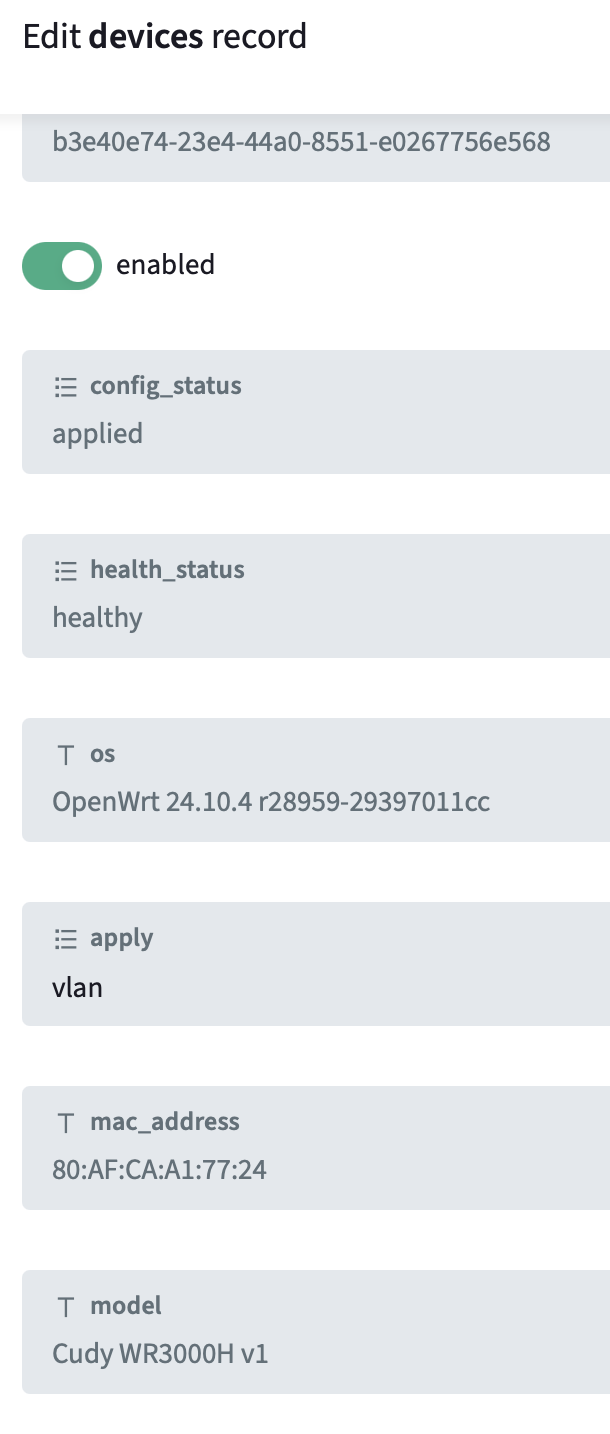 Edit devices record
b3e40e74-23e4-44a0-8551-e0267756e568
enabled
config_status
applied
health_status
healthy
os
OpenWrt 24.10.4 r28959-29397011cc
apply
vlan
mac_address
80:AF:CA:A1:77:24
model
Cudy WR3000H v1